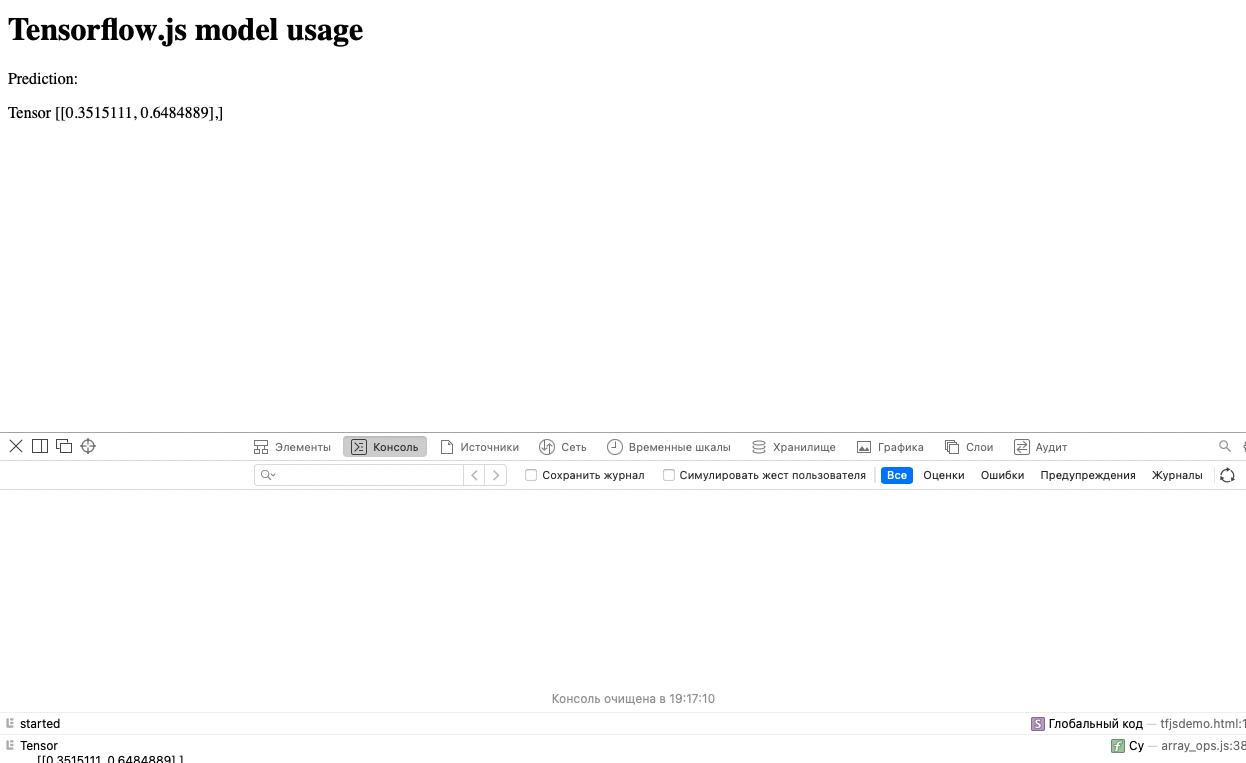 Tensorflow.js model usage
Prediction:
Tensor [[0.3515111, 0.6484889],]
Элементы Консоль Источники Сеть Временные шкалы Хранилище Графика Слои Аудит
Сохранить журнал Симулировать жест пользователя Все Оценки Ошибки Предупреждения Журналы
Консоль очищена в 19:17:10
started S Глобальный код — tfjsdemo.html:1
Tensor f Cy — array_ops.js:38
[[0.3515111, 0.6484889],]